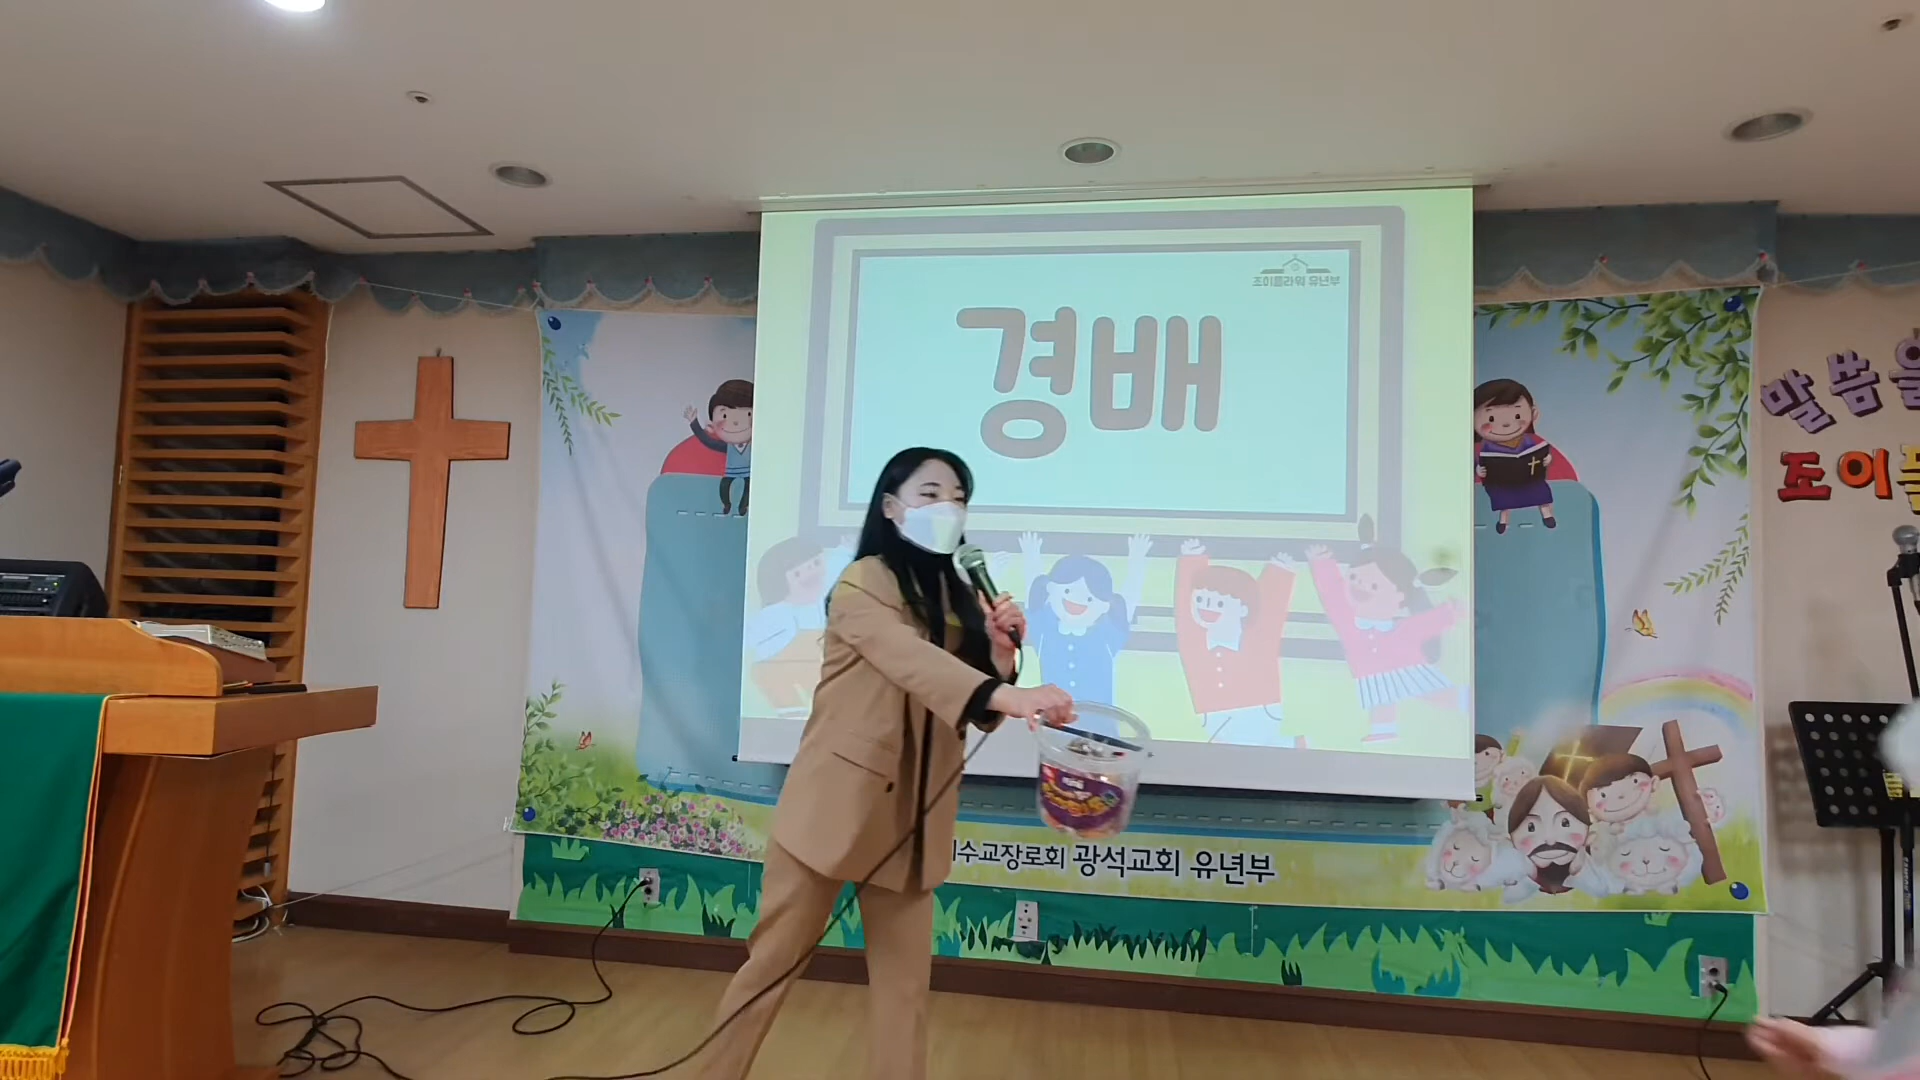 조이플라워 유년부
경배
말씀을
조이
수교장로회 광석교회 유년부